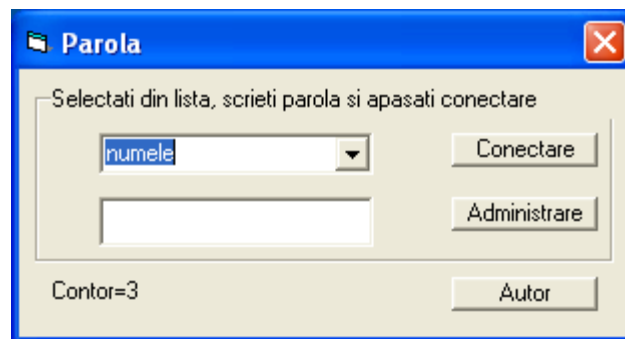 Parola
Selectati din lista, scrieti parola si apasati conectare
numele
Conectare
Administrare
Contor=3
Autor